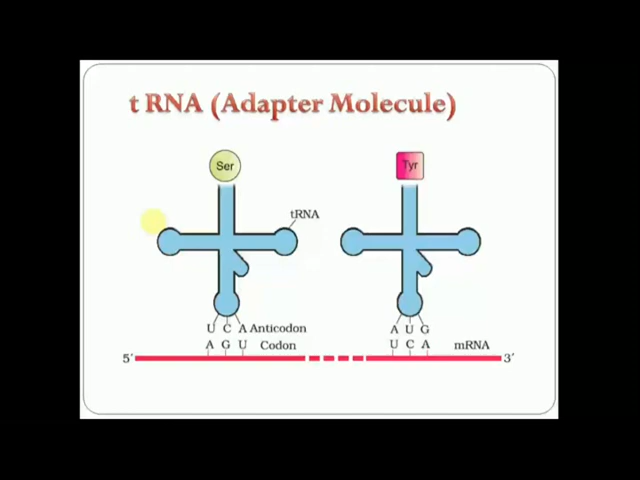 t RNA (Adapter Molecule)
Ser Tyr
tRNA
U C A Anticodon A U G
A G U Codon U C A mRNA
5′ 3′